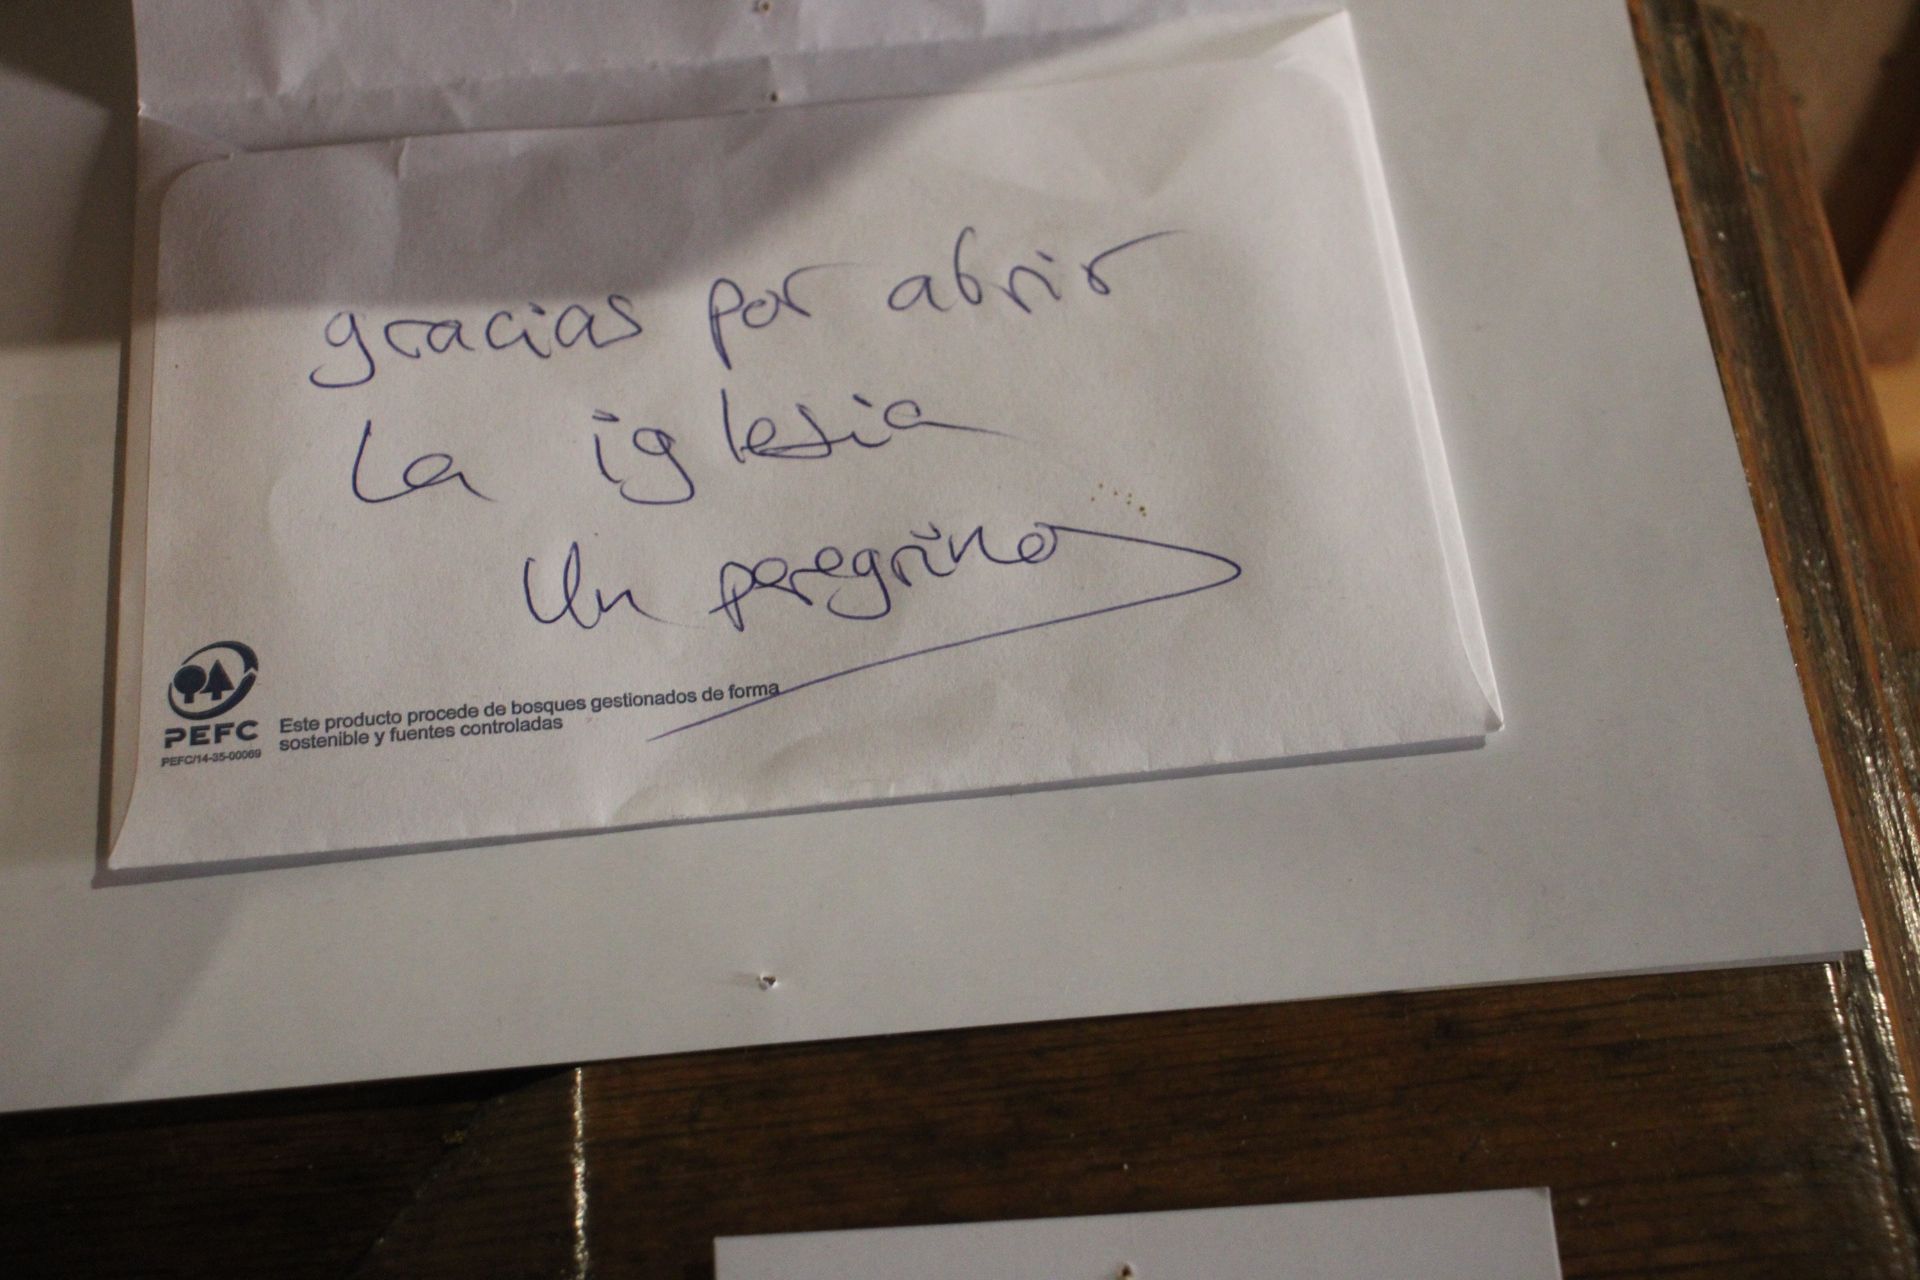 gracias por abrir
la iglesia
Un peregrino
PEFC
PEFC/14-35-00069
Este producto procede de bosques gestionados de forma
sostenible y fuentes controladas